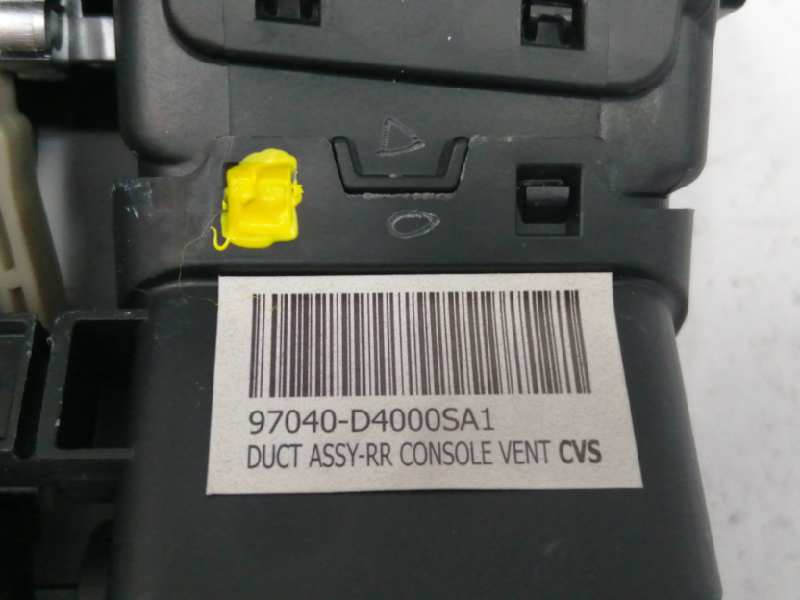 97040-D4000SA1
DUCT ASSY-RR CONSOLE VENT CVS